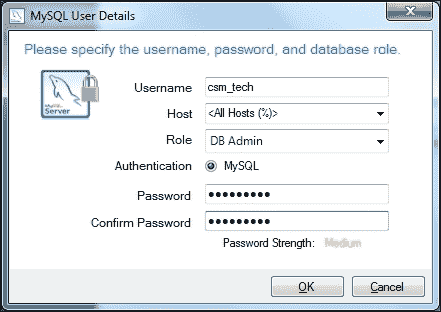 MySQL User Details
Please specify the username, password, and database role.
MySQL
Server
Username csm_tech
Host <All Hosts (%)>
Role DB Admin
Authentication MySQL
Password ●●●●●●●●●
Confirm Password ●●●●●●●●●
Password Strength: Medium
OK Cancel